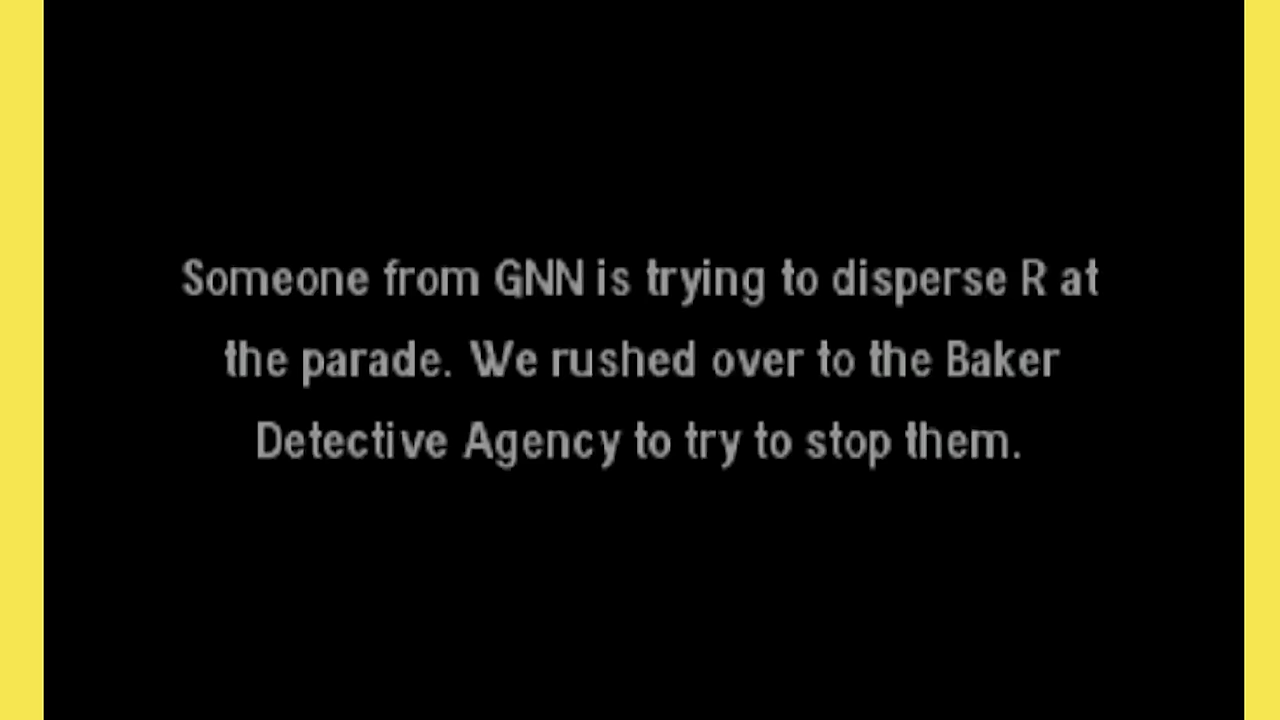 Someone from GNN is trying to disperse R at
the parade. We rushed over to the Baker
Detective Agency to try to stop them.